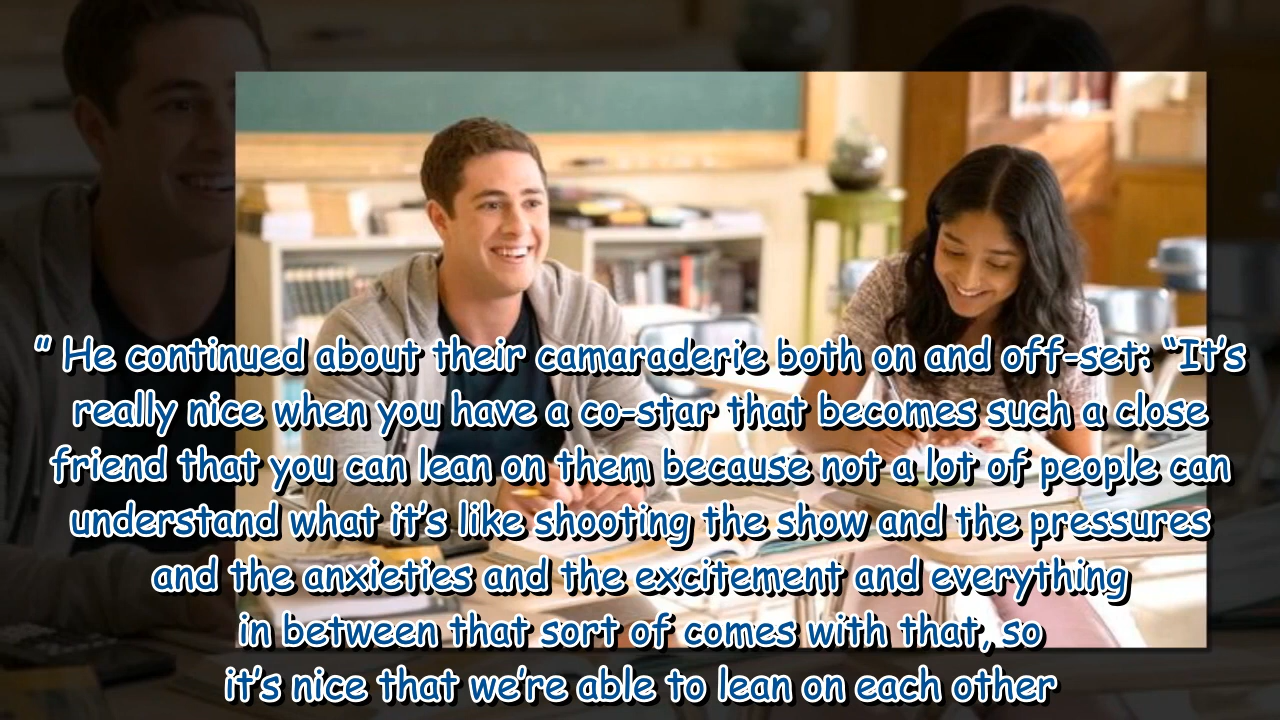 ” He continued about their camaraderie both on and off-set: “It’s
really nice when you have a co-star that becomes such a close
friend that you can lean on them because not a lot of people can
understand what it’s like shooting the show and the pressures
and the anxieties and the excitement and everything
in between that sort of comes with that, so
it’s nice that we’re able to lean on each other